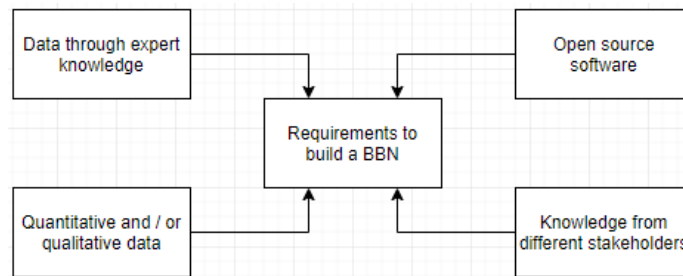 Data through expert
knowledge
Open source
software
Requirements to
build a BBN
Quantitative and / or
qualitative data
Knowledge from
different stakeholders